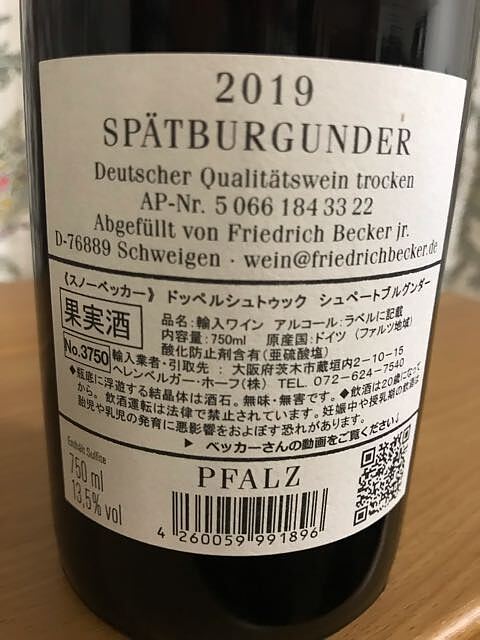 2019
SPÄTBURGUNDER
Deutscher Qualitätswein trocken
AP-Nr. 5 066 184 33 22
Abgefüllt von Friedrich Becker jr.
D-76889 Schweigen · wein@friedrichbecker.de
《スノーベッカー》 ドッペルシュトゥック シュペートブルグンダー
果実酒
品名：輸入ワイン アルコール：ラベルに記載
内容量：750ml 原産国：ドイツ（ファルツ地域）
酸化防止剤含有（亜硫酸塩）
No.3750
輸入業者・引取先 ： 大阪府茨木市蔵垣内2-10-15
ヘレンベルガー・ホーフ(株) TEL. 072-624-7540
◆瓶底に浮遊する結晶体は酒石。無味・無害です。◆飲酒は20歳になって
から。飲酒運転は法律で禁止されています。妊娠中や授乳期の飲酒は
胎児や乳児の発育に悪影響をおよぼす恐れがあります。
▶ ベッカーさんの動画をご覧ください♪
Enthält Sulfite
750 ml
13,5% vol
PFALZ
4 260059 991896